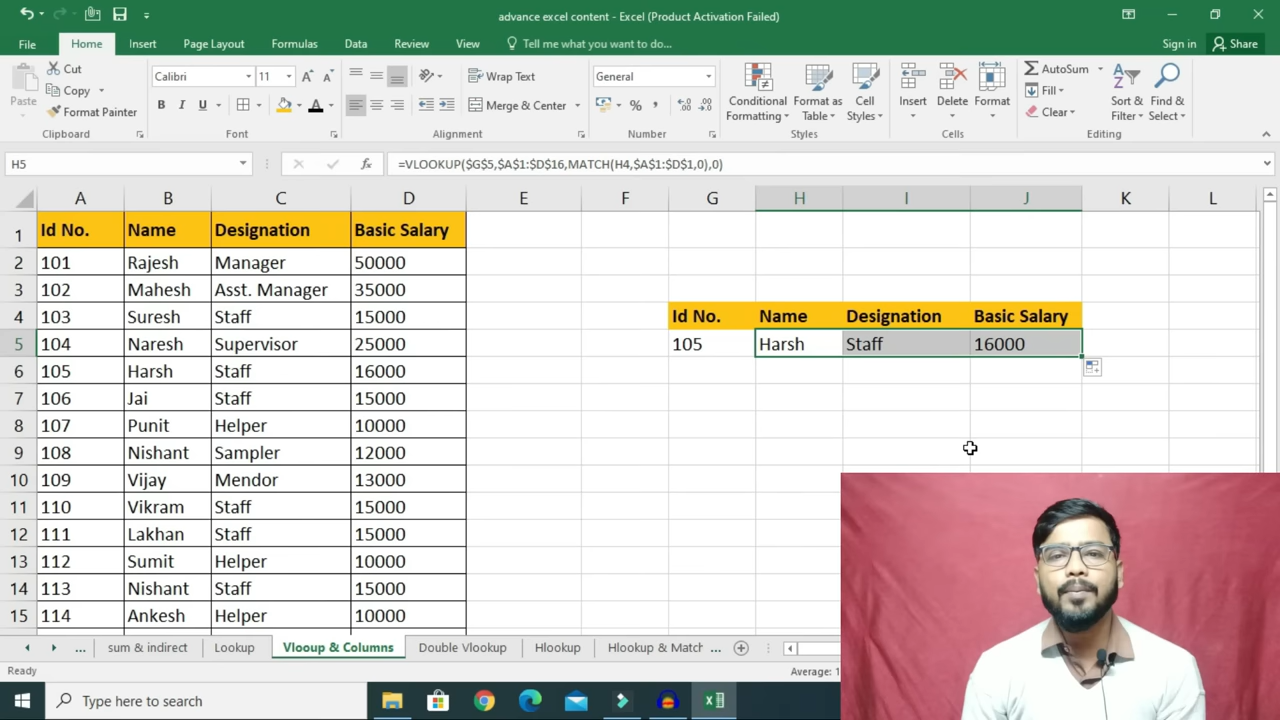 advance excel content - Excel (Product Activation Failed)
File Home Insert Page Layout Formulas Data Review View Tell me what you want to do... Sign in Share
Cut
Copy
Format Painter
Paste
Clipboard
Calibri 11
B I U A
Font
Wrap Text
Merge & Center
Alignment
General
% ,
Number
Conditional Formatting
Format as Table
Cell Styles
Styles
Insert Delete Format
Cells
AutoSum
Fill
Clear
Sort & Filter
Find & Select
Editing
H5 fx =VLOOKUP($G$5,$A$1:$D$16,MATCH(H4,$A$1:$D$1,0),0)
A B C D E F G H I J K L
1 Id No. Name Designation Basic Salary
2 101 Rajesh Manager 50000
3 102 Mahesh Asst. Manager 35000
4 103 Suresh Staff 15000 Id No. Name Designation Basic Salary
5 104 Naresh Supervisor 25000 105 Harsh Staff 16000
6 105 Harsh Staff 16000
7 106 Jai Staff 15000
8 107 Punit Helper 10000
9 108 Nishant Sampler 12000
10 109 Vijay Mendor 13000
11 110 Vikram Staff 15000
12 111 Lakhan Staff 15000
13 112 Sumit Helper 10000
14 113 Nishant Staff 15000
15 114 Ankesh Helper 10000
... sum & indirect Lookup Vlooup & Columns Double Vlookup Hlookup Hlookup & Match ...
Ready Average: 1
Type here to search